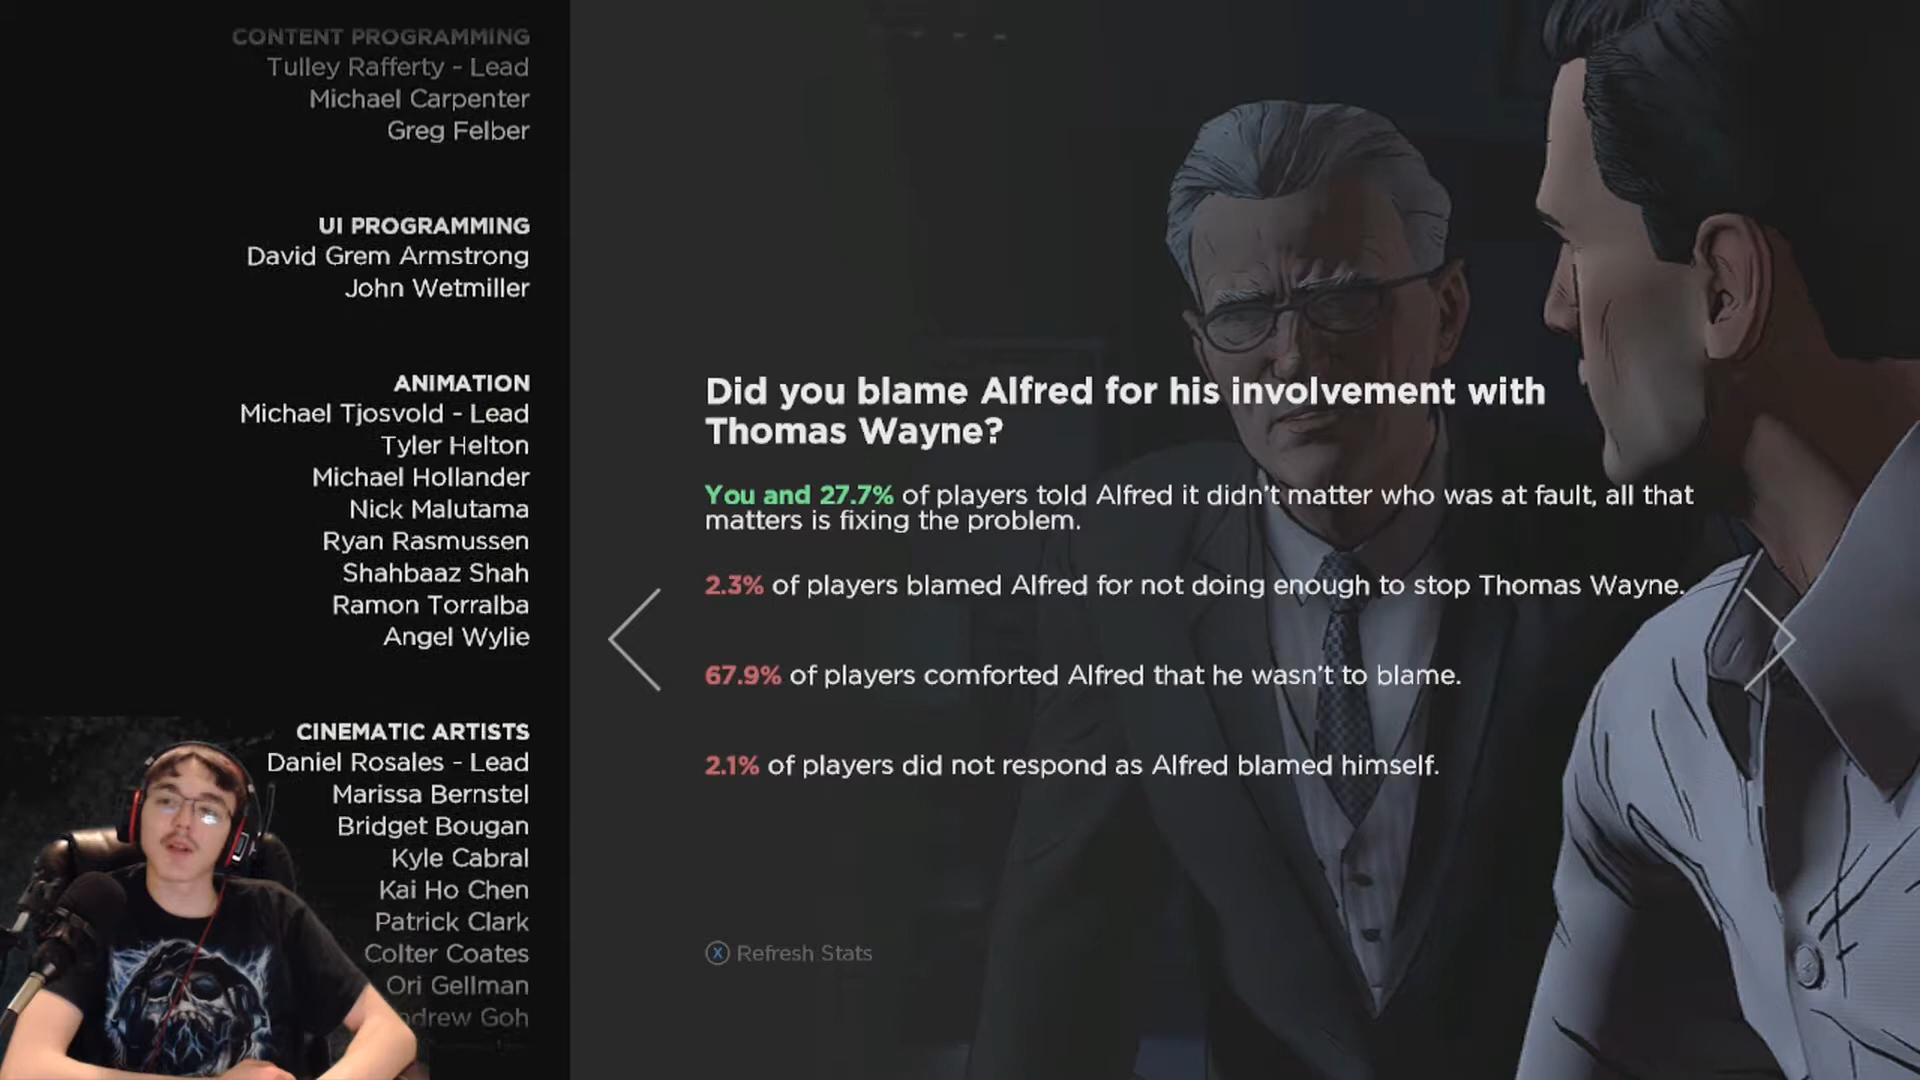 CONTENT PROGRAMMING
Tulley Rafferty - Lead
Michael Carpenter
Greg Felber
UI PROGRAMMING
David Grem Armstrong
John Wetmiller
ANIMATION
Michael Tjosvold - Lead
Tyler Helton
Michael Hollander
Nick Malutama
Ryan Rasmussen
Shahbaaz Shah
Ramon Torralba
Angel Wylie
CINEMATIC ARTISTS
Daniel Rosales - Lead
Marissa Bernstel
Bridget Bougan
Kyle Cabral
Kai Ho Chen
Patrick Clark
Colter Coates
Ori Gellman
Goh
Did you blame Alfred for his involvement with
Thomas Wayne?
You and 27.7% of players told Alfred it didn't matter who was at fault, all that
matters is fixing the problem.
2.3% of players blamed Alfred for not doing enough to stop Thomas Wayne.
67.9% of players comforted Alfred that he wasn't to blame.
2.1% of players did not respond as Alfred blamed himself.
X Refresh Stats